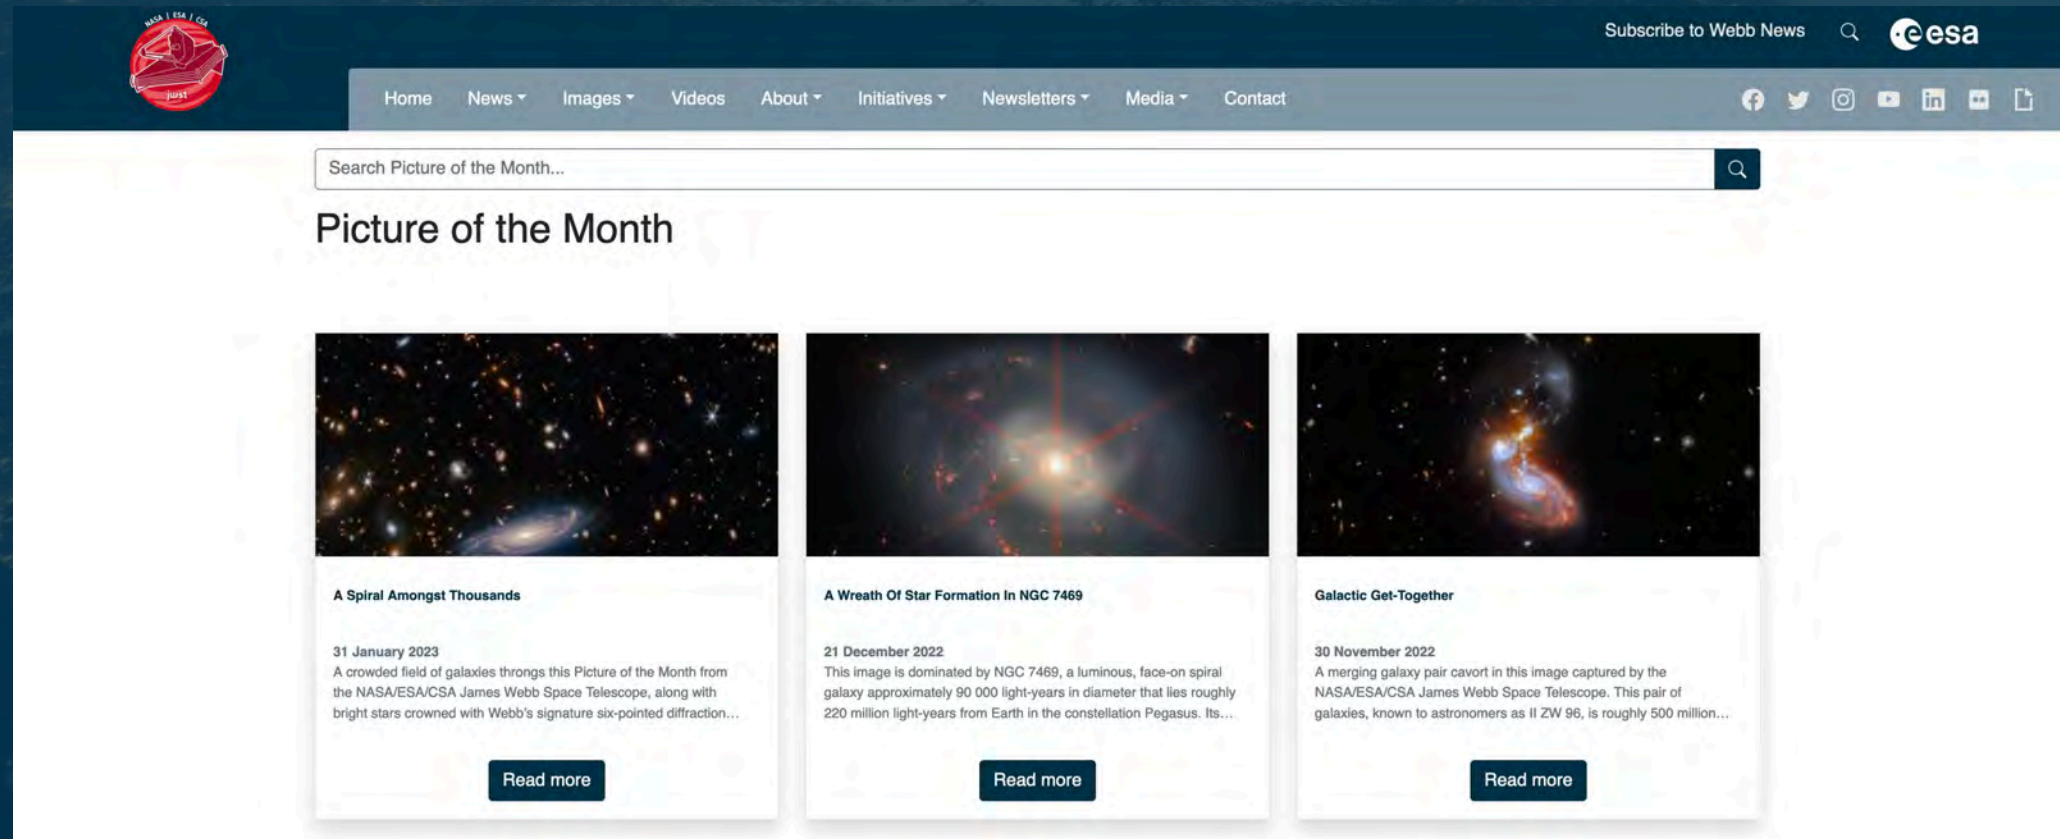 NASA | ESA | CSA
jwst
Subscribe to Webb News
esa
Home News Images Videos About Initiatives Newsletters Media Contact
Search Picture of the Month...
Picture of the Month
A Spiral Amongst Thousands
31 January 2023
A crowded field of galaxies throngs this Picture of the Month from
the NASA/ESA/CSA James Webb Space Telescope, along with
bright stars crowned with Webb's signature six-pointed diffraction…
Read more
A Wreath Of Star Formation In NGC 7469
21 December 2022
This image is dominated by NGC 7469, a luminous, face-on spiral
galaxy approximately 90 000 light-years in diameter that lies roughly
220 million light-years from Earth in the constellation Pegasus. Its…
Read more
Galactic Get-Together
30 November 2022
A merging galaxy pair cavort in this image captured by the
NASA/ESA/CSA James Webb Space Telescope. This pair of
galaxies, known to astronomers as II ZW 96, is roughly 500 million…
Read more